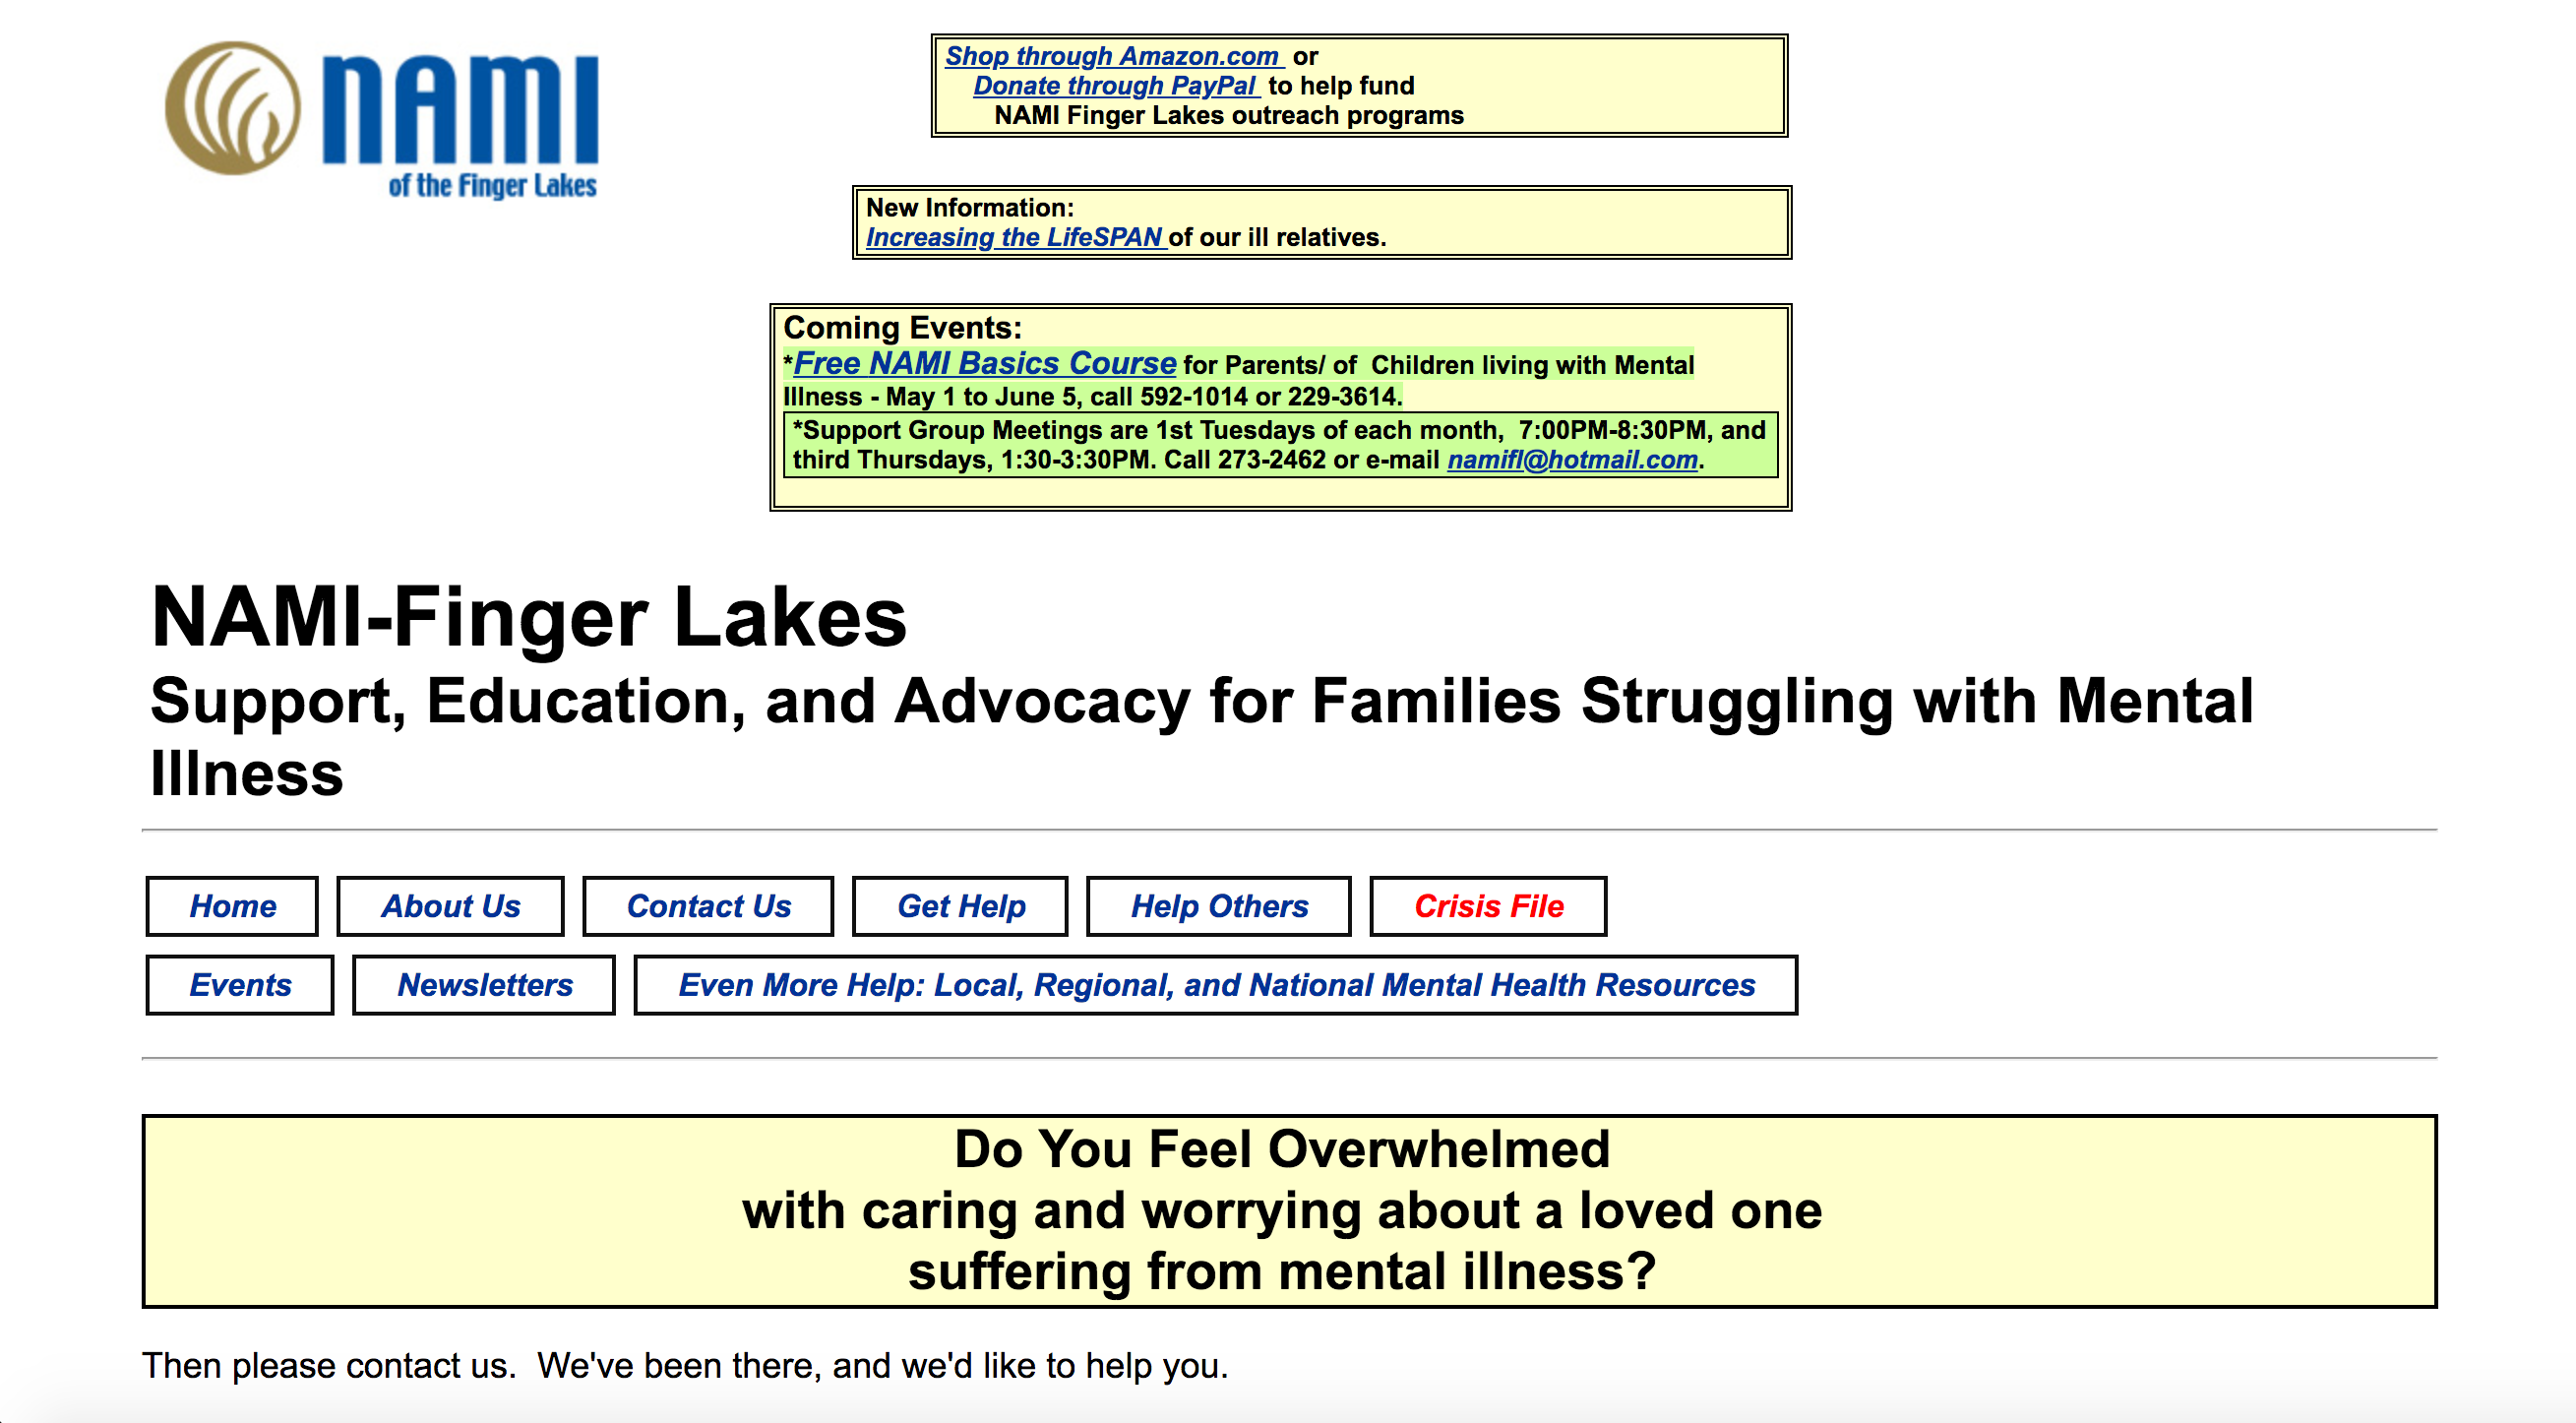 NAMI
of the Finger Lakes
Shop through Amazon.com or
Donate through PayPal to help fund
NAMI Finger Lakes outreach programs
New Information:
Increasing the LifeSPAN of our ill relatives.
Coming Events:
*Free NAMI Basics Course for Parents/ of  Children living with Mental
Illness - May 1 to June 5, call 592-1014 or 229-3614.
*Support Group Meetings are 1st Tuesdays of each month,  7:00PM-8:30PM, and
third Thursdays, 1:30-3:30PM. Call 273-2462 or e-mail namifl@hotmail.com.
NAMI-Finger Lakes
Support, Education, and Advocacy for Families Struggling with Mental
Illness
Home About Us Contact Us Get Help Help Others Crisis File
Events Newsletters Even More Help: Local, Regional, and National Mental Health Resources
Do You Feel Overwhelmed
with caring and worrying about a loved one
suffering from mental illness?
Then please contact us.  We've been there, and we'd like to help you.